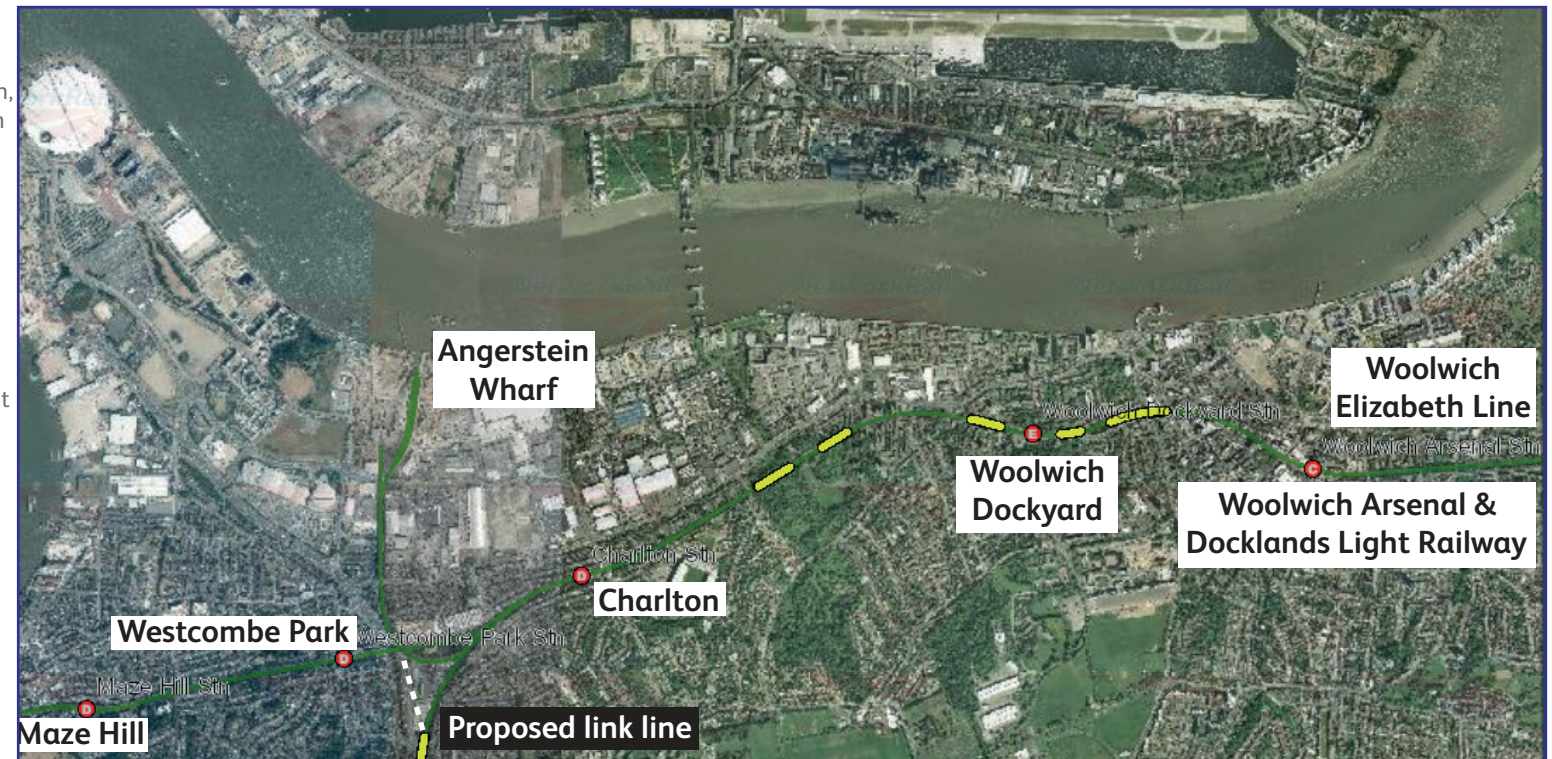 n,
n
t
Angerstein
Wharf
Woolwich
Elizabeth Line
Woolwich Dockyard Stn
E
Woolwich Arsenal Stn
C
Woolwich
Dockyard
Woolwich Arsenal &
Docklands Light Railway
Charlton Stn
D
Charlton
Westcombe Park
Westcombe Park Stn
D
Maze Hill Stn
D
Maze Hill
Proposed link line